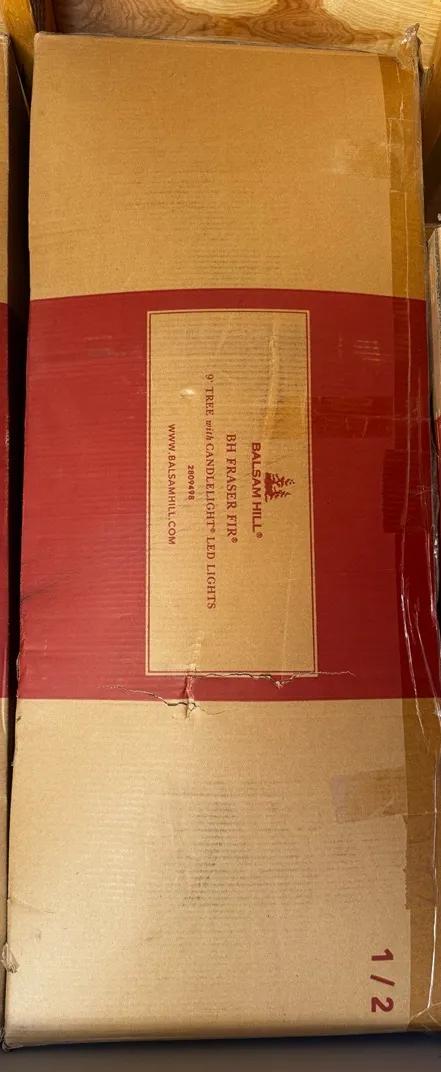 BALSAM HILL®
BH FRASER FIR®
9' TREE with CANDLELIGHT® LED LIGHTS
2809498
WWW.BALSAMHILL.COM
1/2